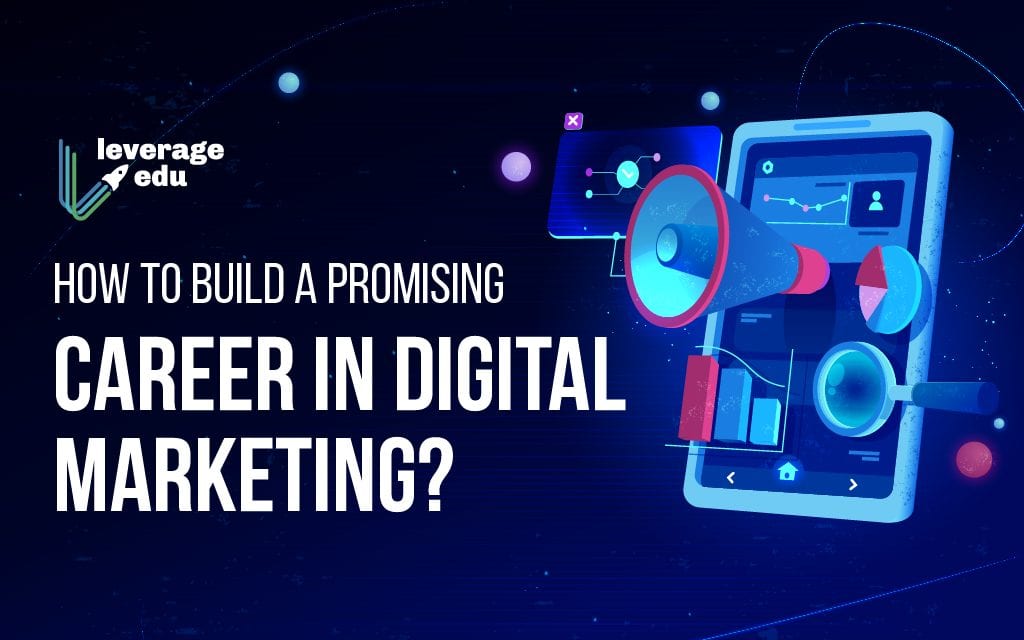 leverage
edu
HOW TO BUILD A PROMISING
CAREER IN DIGITAL
MARKETING?